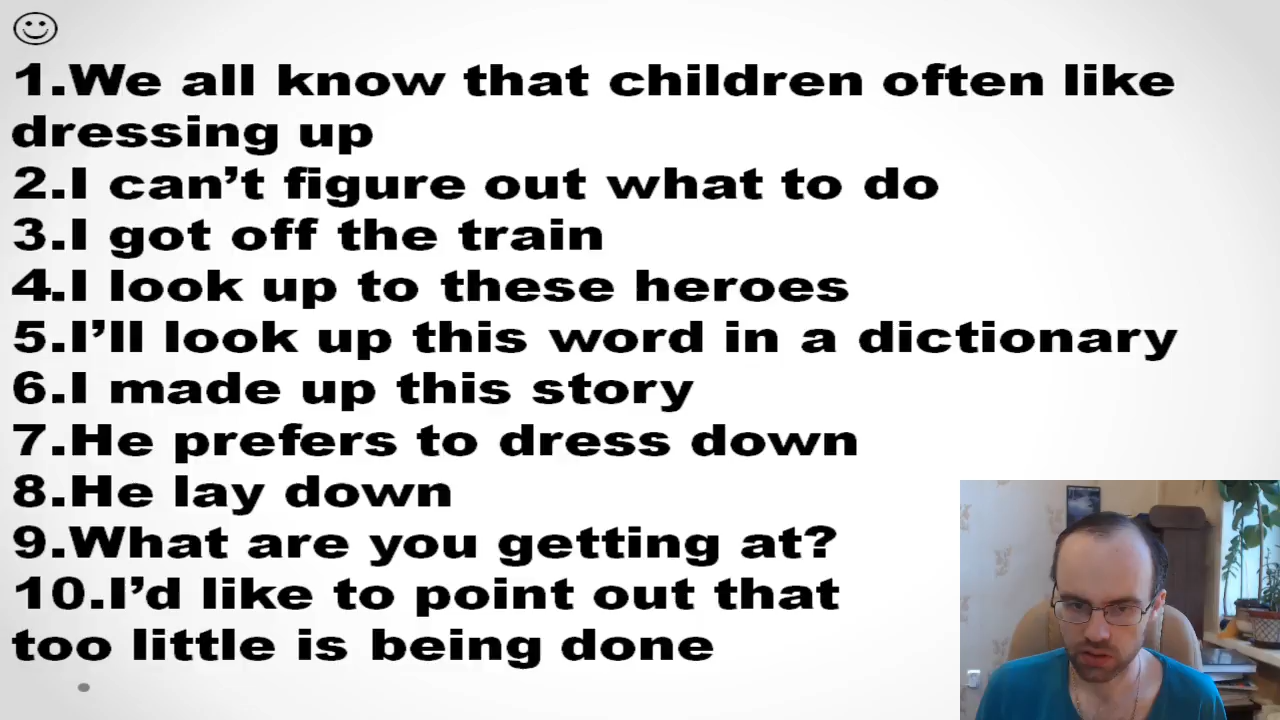 1.We all know that children often like
dressing up
2.I can’t figure out what to do
3.I got off the train
4.I look up to these heroes
5.I’ll look up this word in a dictionary
6.I made up this story
7.He prefers to dress down
8.He lay down
9.What are you getting at?
10.I’d like to point out that
too little is being done